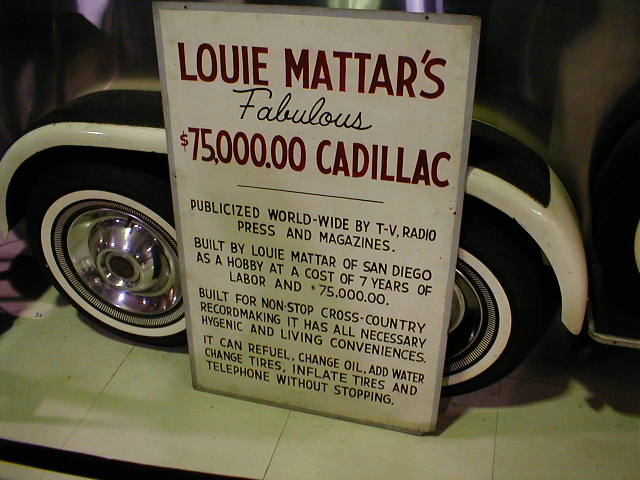 LOUIE MATTAR'S
Fabulous
$75,000.00 CADILLAC
PUBLICIZED WORLD-WIDE BY T-V, RADIO
PRESS AND MAGAZINES.
BUILT BY LOUIE MATTAR OF SAN DIEGO
AS A HOBBY AT A COST OF 7 YEARS OF
LABOR AND $75,000.00.
BUILT FOR NON-STOP CROSS-COUNTRY
RECORDMAKING IT HAS ALL NECESSARY
HYGENIC AND LIVING CONVENIENCES.
IT CAN REFUEL, CHANGE OIL, ADD WATER
CHANGE TIRES, INFLATE TIRES AND
TELEPHONE WITHOUT STOPPING.